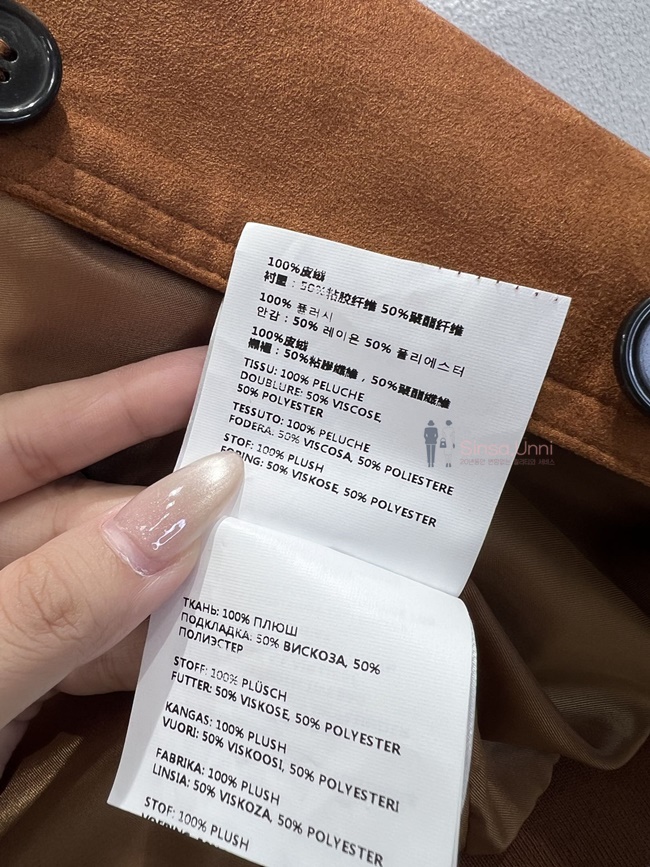 100%皮绒
衬里：50%粘胶纤维 50%聚酯纤维
100% 플러시
안감 : 50% 레이온 50% 폴리에스터
100%皮绒
襯裡：50%粘膠纖維，50%聚酯纖維
TISSU: 100% PELUCHE
DOUBLURE: 50% VISCOSE,
50% POLYESTER
TESSUTO: 100% PELUCHE
FODERA: 50% VISCOSA, 50% POLIESTERE
STOF: 100% PLUSH
50% VISKOSE, 50% POLYESTER
Sinsa Unni
ТКАНЬ: 100% ПЛЮШ
ПОДКЛАДКА: 50% ВИСКОЗА, 50%
ПОЛИЭСТЕР
STOFF: 100% PLÜSCH
FUTTER: 50% VISKOSE, 50% POLYESTER
KANGAS: 100% PLUSH
VUORI: 50% VISKOOSI, 50% POLYESTERI
FABRIKA: 100% PLUSH
LINSIA: 50% VISKOZA, 50% POLYESTER
STOF: 100% PLUSH